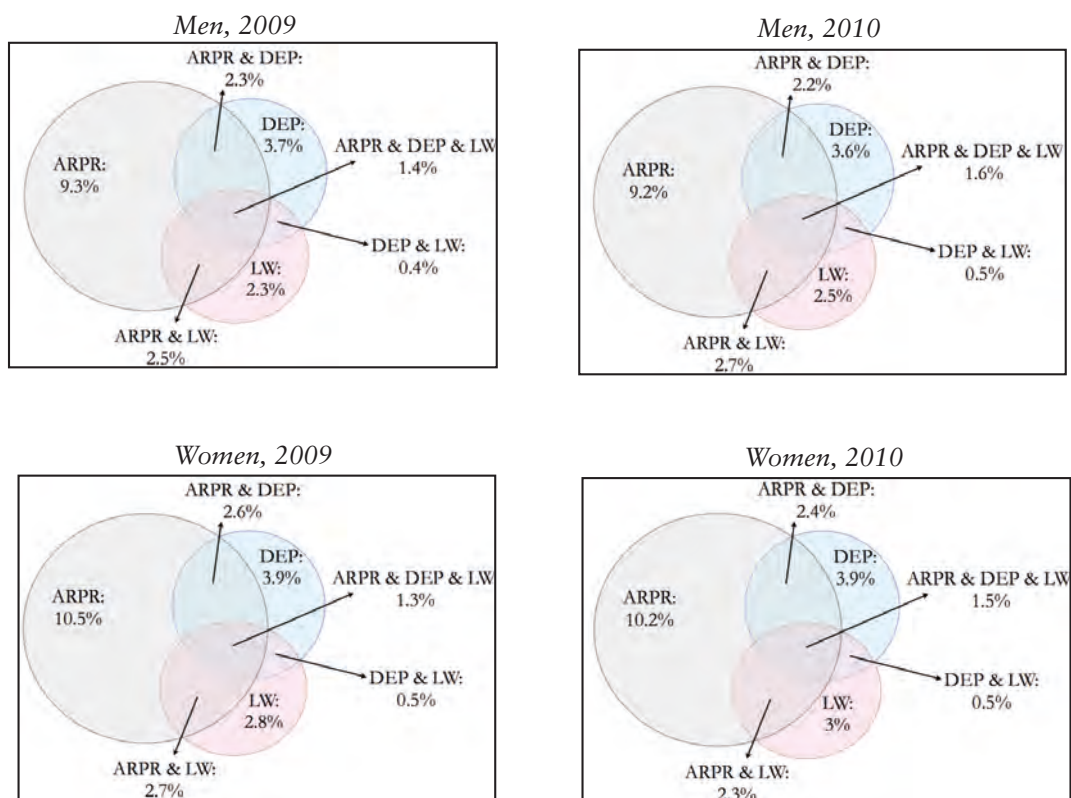 Men, 2009
ARPR & DEP:
2.3%
DEP:
3.7%
ARPR & DEP & LW
1.4%
ARPR:
9.3%
DEP & LW:
0.4%
LW:
2.3%
ARPR & LW:
2.5%
Men, 2010
ARPR & DEP:
2.2%
DEP:
3.6%
ARPR & DEP & LW
1.6%
ARPR:
9.2%
DEP & LW:
0.5%
LW:
2.5%
ARPR & LW:
2.7%
Women, 2009
ARPR & DEP:
2.6%
DEP:
3.9%
ARPR & DEP & LW
1.3%
ARPR:
10.5%
DEP & LW:
0.5%
LW:
2.8%
ARPR & LW:
2.7%
Women, 2010
ARPR & DEP:
2.4%
DEP:
3.9%
ARPR & DEP & LW
1.5%
ARPR:
10.2%
DEP & LW:
0.5%
LW:
3%
ARPR & LW:
2.3%